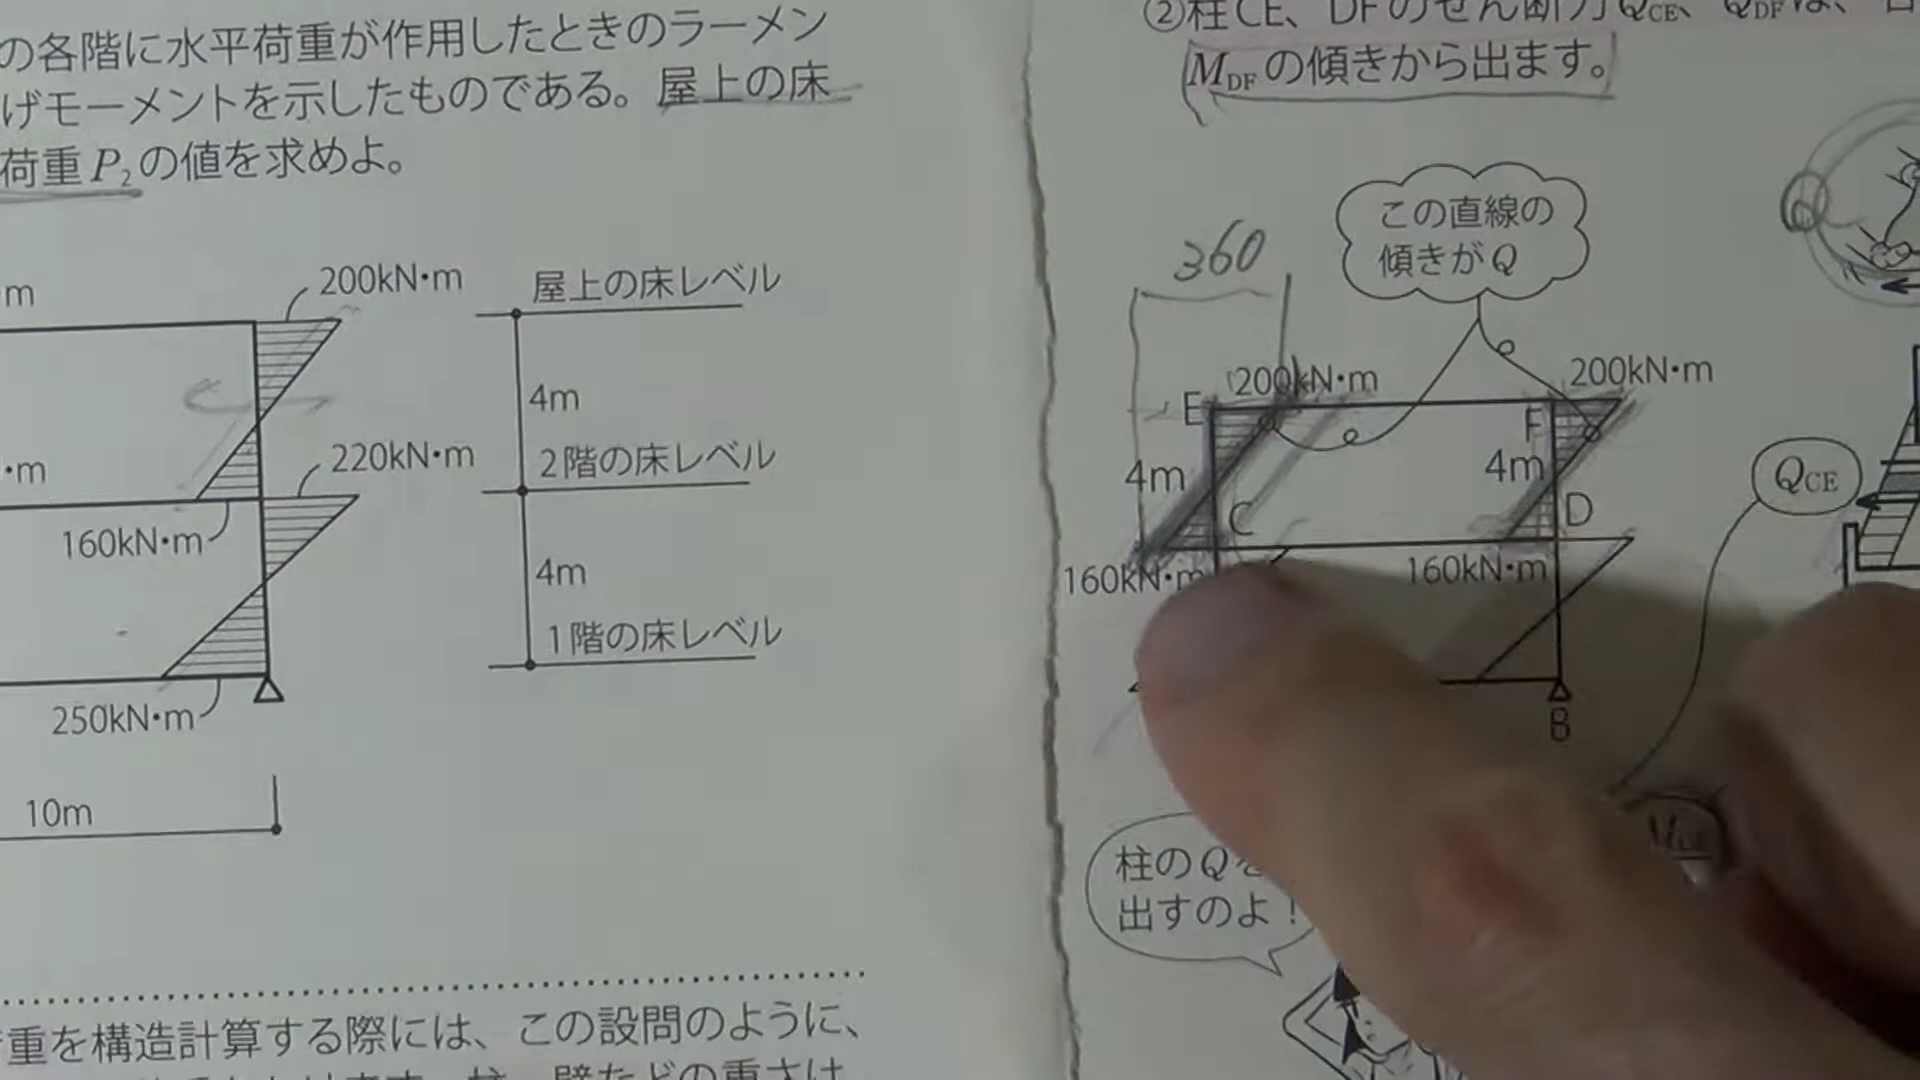 の各階に水平荷重が作用したときのラーメン
げモーメントを示したものである。屋上の床
荷重P₂の値を求めよ。
・m
200kN・m
屋上の床レベル
4m
・m
220kN・m
2階の床レベル
160kN・m
4m
1階の床レベル
250kN・m
10m
重を構造計算する際には、この設問のように、
②柱CE、DFのせん断力QCE、QDFは、
MDFの傾きから出ます。
この直線の
傾きがQ
360
E
200kN・m
F
200kN・m
4m
4m
C
D
QCE
160kN・m
160kN・m
B
柱のQを
出すのよ！